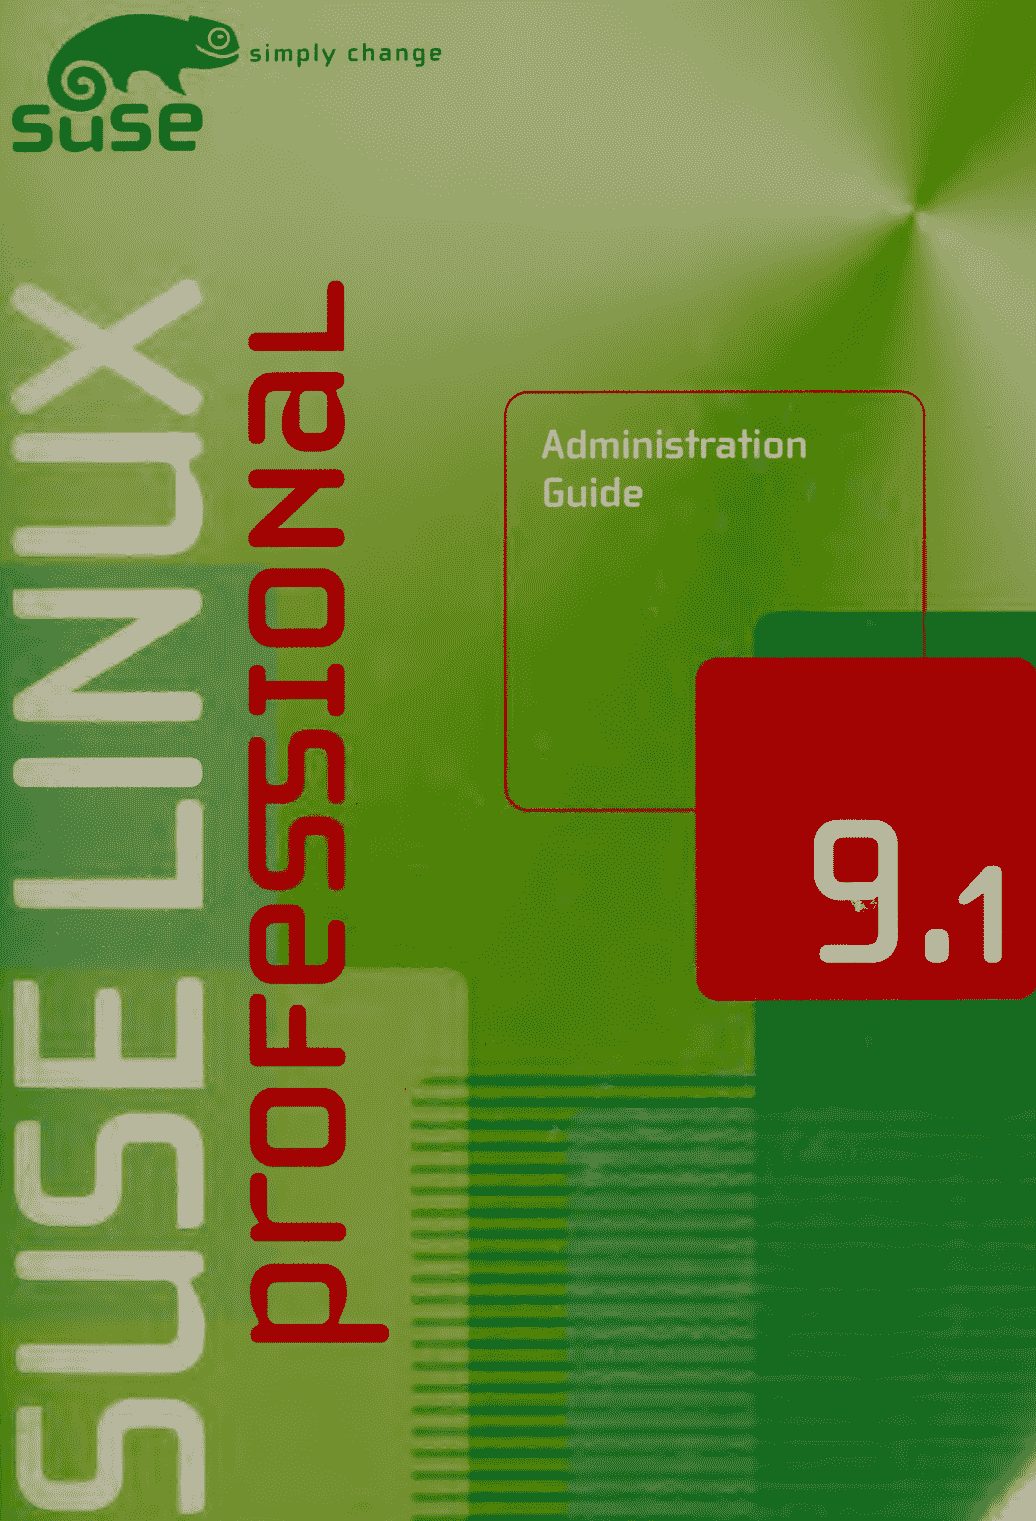 simply change
suse
SUSE LINUX
professional
Administration
Guide
9.1